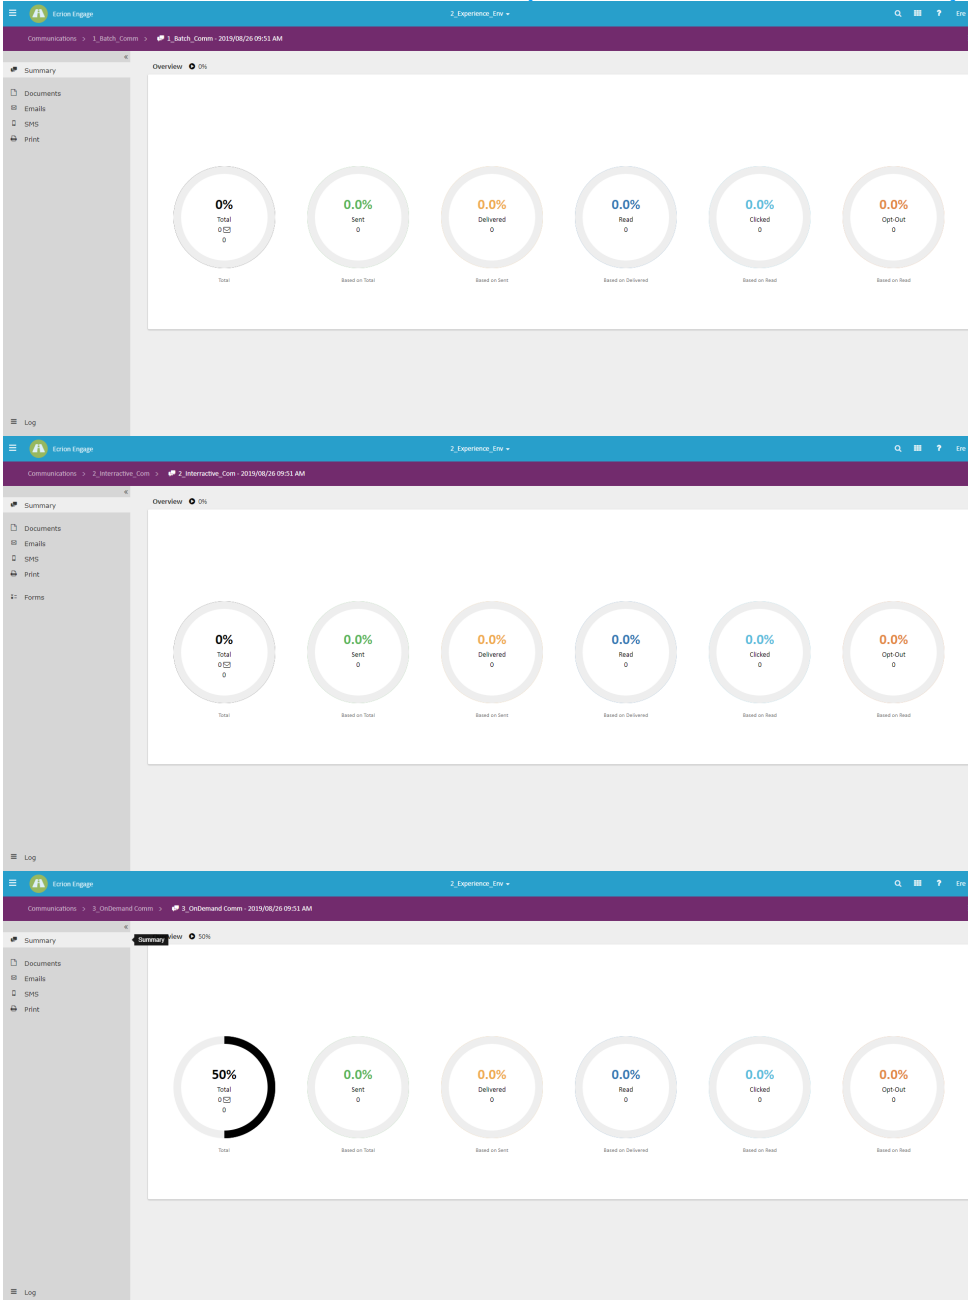 Ecrion Engage 2_Experience_Env ? Ere
Communications > 1_Batch_Comm > 1_Batch_Comm - 2019/08/26 09:51 AM
«
Summary
Documents
Emails
SMS
Print
Log
Overview 0%
0% 0.0% 0.0% 0.0% 0.0% 0.0%
Total Sent Delivered Read Clicked Opt-Out
0 0 0 0 0 0
0
Total Based on Total Based on Sent Based on Delivered Based on Read Based on Read
Ecrion Engage 2_Experience_Env ? Ere
Communications > 2_Interractive_Com > 2_Interractive_Com - 2019/08/26 09:51 AM
«
Summary
Documents
Emails
SMS
Print
Forms
Log
Overview 0%
0% 0.0% 0.0% 0.0% 0.0% 0.0%
Total Sent Delivered Read Clicked Opt-Out
0 0 0 0 0 0
0
Total Based on Total Based on Sent Based on Delivered Based on Read Based on Read
Ecrion Engage 2_Experience_Env ? Ere
Communications > 3_OnDemand Comm > 3_OnDemand Comm - 2019/08/26 09:51 AM
«
Summary
Documents
Emails
SMS
Print
Log
Summary view 50%
50% 0.0% 0.0% 0.0% 0.0% 0.0%
Total Sent Delivered Read Clicked Opt-Out
0 0 0 0 0 0
0
Total Based on Total Based on Sent Based on Delivered Based on Read Based on Read